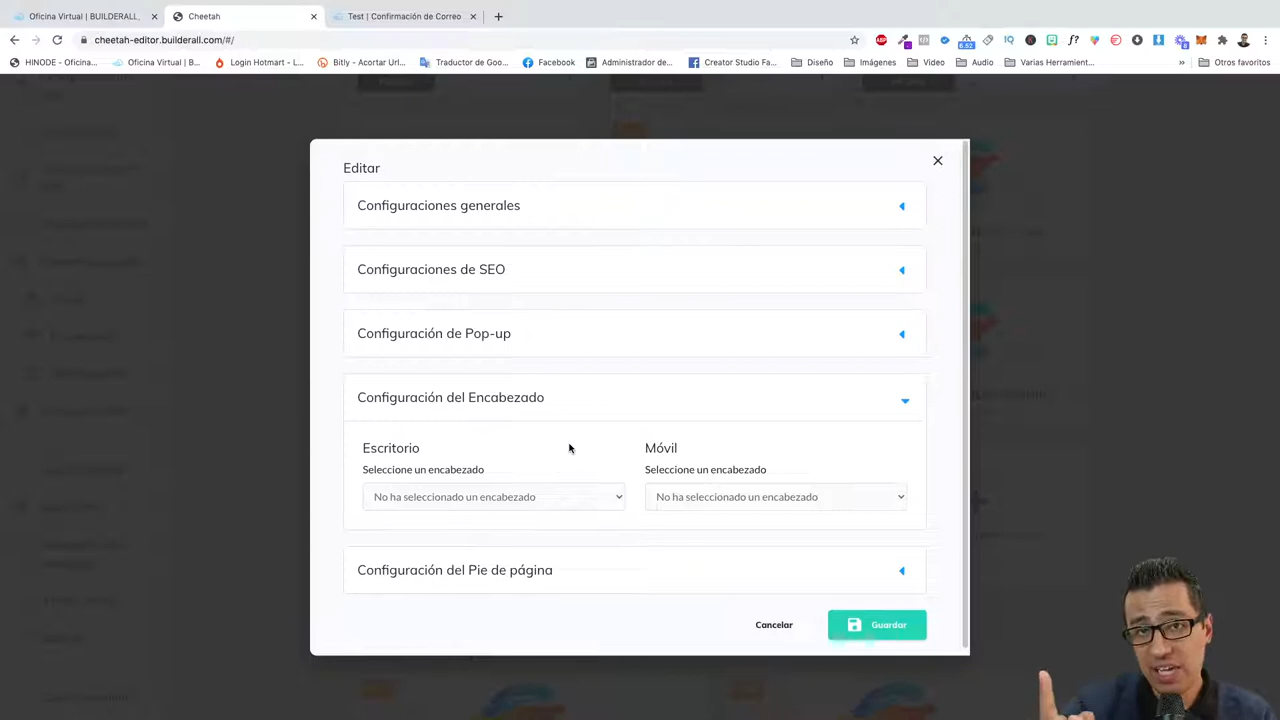 Oficina Virtual | BUILDERALL
Cheetah
Test | Confirmación de Correo
cheetah-editor.builderall.com/#/
6.52
HINODE - Oficina...
Oficina Virtual | B...
Login Hotmart - L...
Bitly - Acortar Url...
Traductor de Goo...
Facebook
Administrador de...
Creator Studio Fa...
Diseño
Imágenes
Video
Audio
Varias Herramient...
Otros favoritos
Editar
Configuraciones generales
Configuraciones de SEO
Configuración de Pop-up
Configuración del Encabezado
Escritorio
Móvil
Seleccione un encabezado
Seleccione un encabezado
No ha seleccionado un encabezado
No ha seleccionado un encabezado
Configuración del Pie de página
Cancelar
Guardar